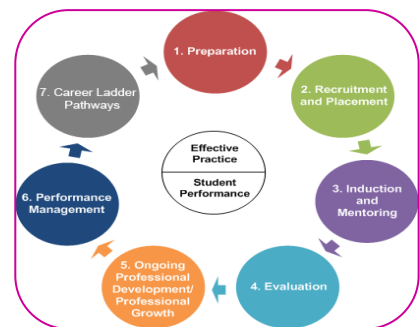 1. Preparation
2. Recruitment
and Placement
3. Induction
and
Mentoring
4. Evaluation
5. Ongoing
Professional
Development/
Professional
Growth
6. Performance
Management
7. Career Ladder
Pathways
Effective
Practice
Student
Performance